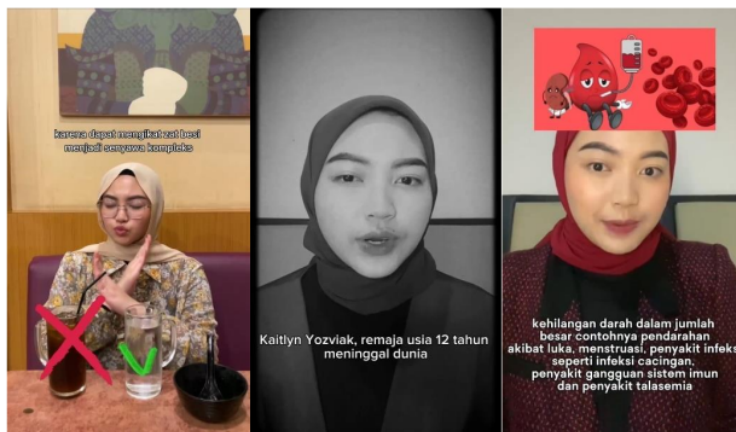 karena dapat mengikat zat besi
menjadi senyawa kompleks
Kaitlyn Yozviak, remaja usia 12 tahun
meninggal dunia
kehilangan darah dalam jumlah
besar contohnya pendarahan
akibat luka, menstruasi, penyakit infeks
seperti infeksi cacingan,
penyakit gangguan sistem imun
dan penyakit talasemia